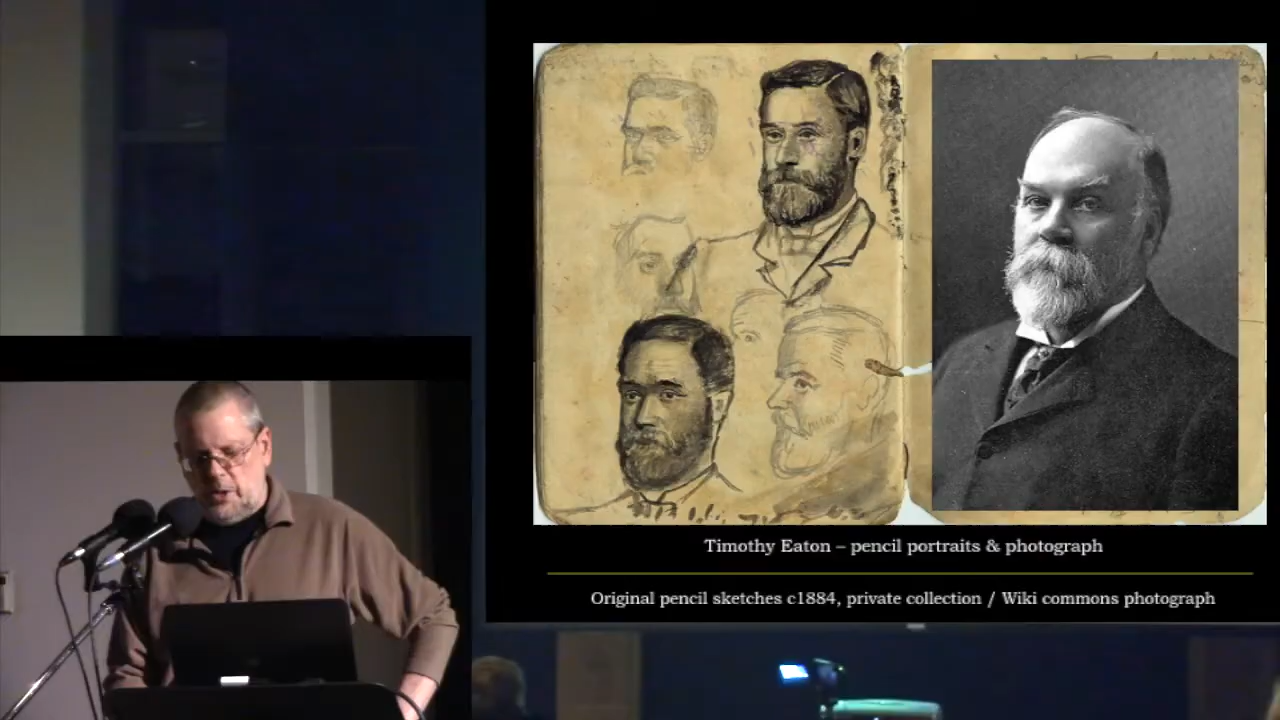 Timothy Eaton – pencil portraits & photograph
Original pencil sketches c1884, private collection / Wiki commons photograph